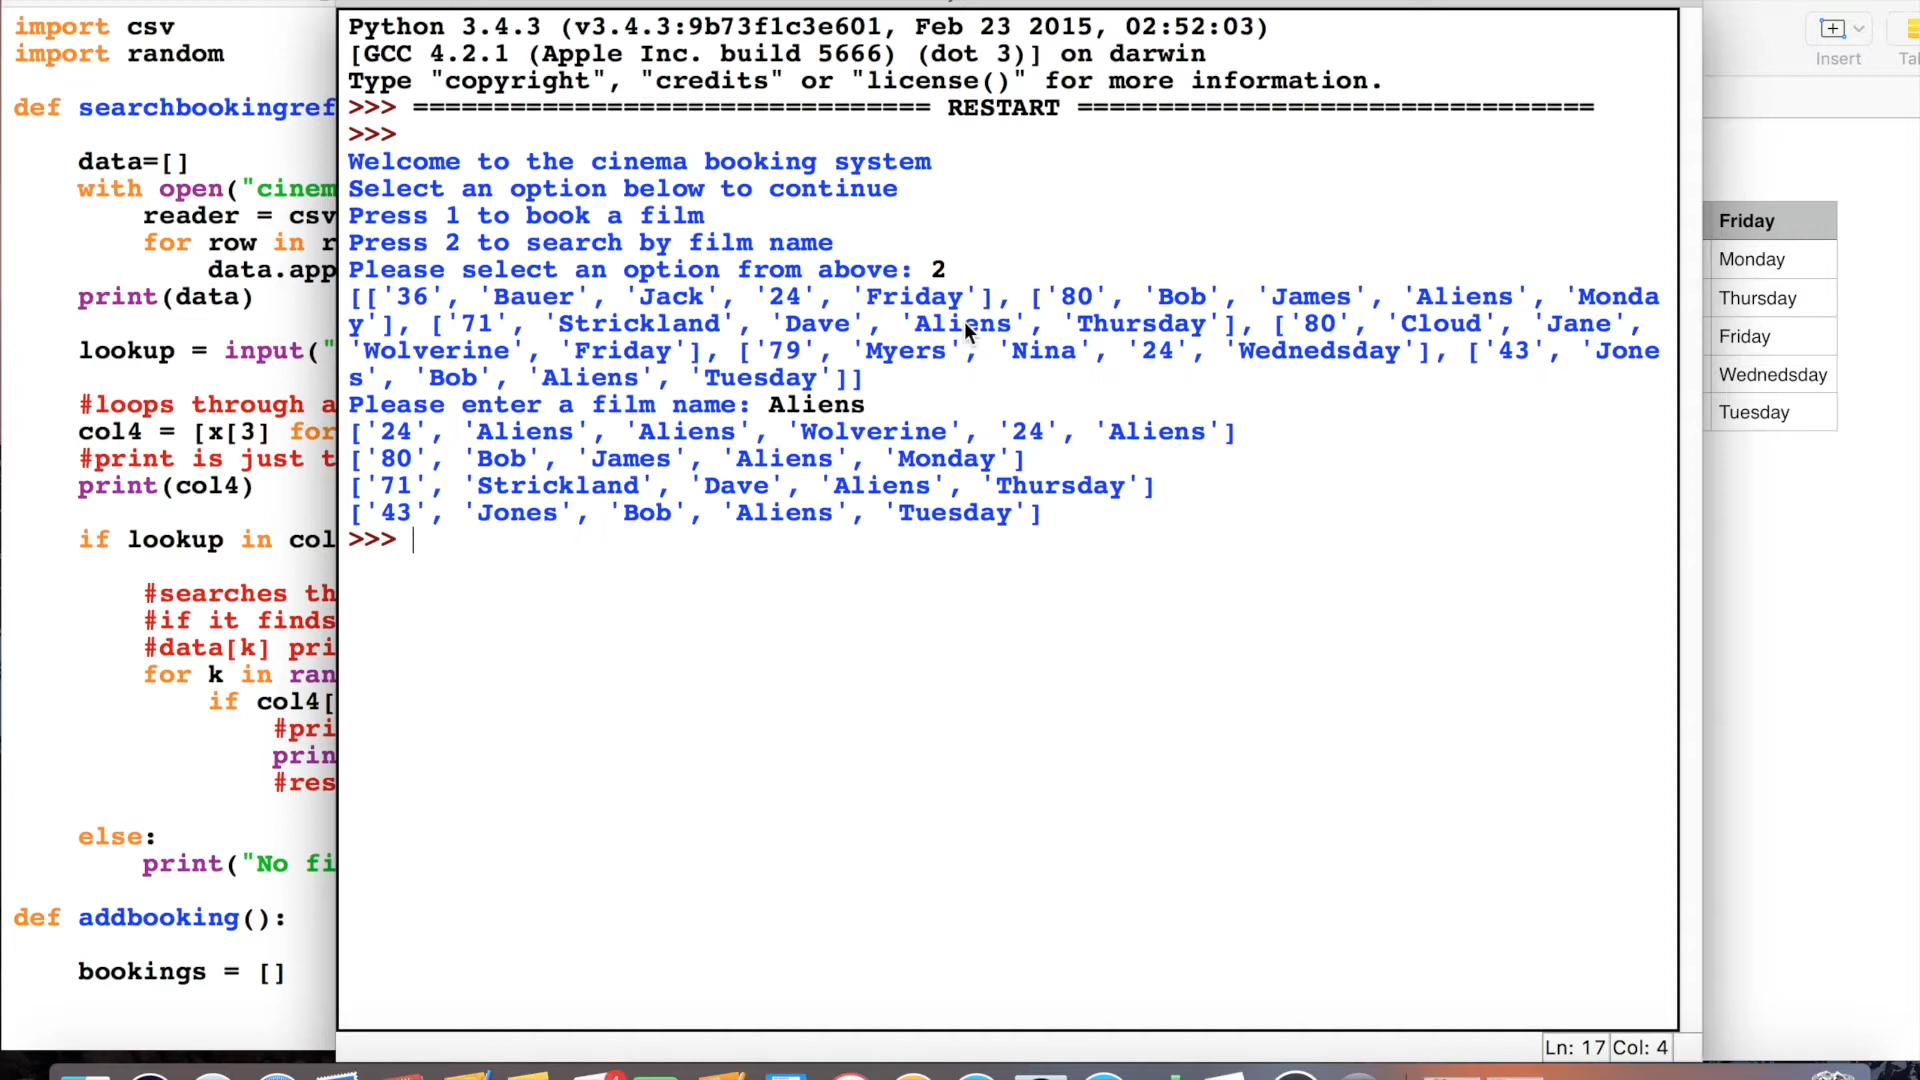 import csv
import random
def searchbookingref
data=[]
with open("cinem
reader = csv
for row in r
data.app
print(data)
lookup = input("
#loops through a
col4 = [x[3] for
#print is just t
print(col4)
if lookup in col
#searches th
#if it finds
#data[k] pri
for k in ran
if col4[
#pri
prin
#res
else:
print("No fi
def addbooking():
bookings = []
Python 3.4.3 (v3.4.3:9b73f1c3e601, Feb 23 2015, 02:52:03)
[GCC 4.2.1 (Apple Inc. build 5666) (dot 3)] on darwin
Type "copyright", "credits" or "license()" for more information.
>>> ================================ RESTART ================================
>>>
Welcome to the cinema booking system
Select an option below to continue
Press 1 to book a film
Press 2 to search by film name
Please select an option from above: 2
[['36', 'Bauer', 'Jack', '24', 'Friday'], ['80', 'Bob', 'James', 'Aliens', 'Monda
y'], ['71', 'Strickland', 'Dave', 'Aliens', 'Thursday'], ['80', 'Cloud', 'Jane',
'Wolverine', 'Friday'], ['79', 'Myers', 'Nina', '24', 'Wednedsday'], ['43', 'Jone
s', 'Bob', 'Aliens', 'Tuesday']]
Please enter a film name: Aliens
['24', 'Aliens', 'Aliens', 'Wolverine', '24', 'Aliens']
['80', 'Bob', 'James', 'Aliens', 'Monday']
['71', 'Strickland', 'Dave', 'Aliens', 'Thursday']
['43', 'Jones', 'Bob', 'Aliens', 'Tuesday']
>>>
Ln: 17 Col: 4
Insert
Tal
Friday
Monday
Thursday
Friday
Wednedsday
Tuesday